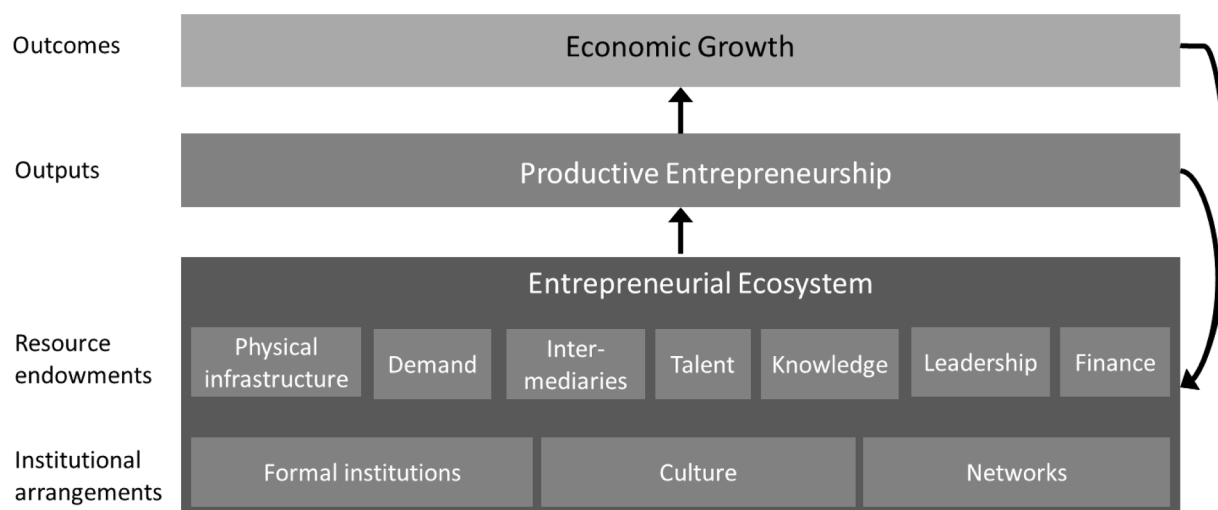 Outcomes
Economic Growth
Outputs
Productive Entrepreneurship
Entrepreneurial Ecosystem
Resource
endowments
Physical
infrastructure
Demand
Inter-
mediaries
Talent
Knowledge
Leadership
Finance
Institutional
arrangements
Formal institutions
Culture
Networks